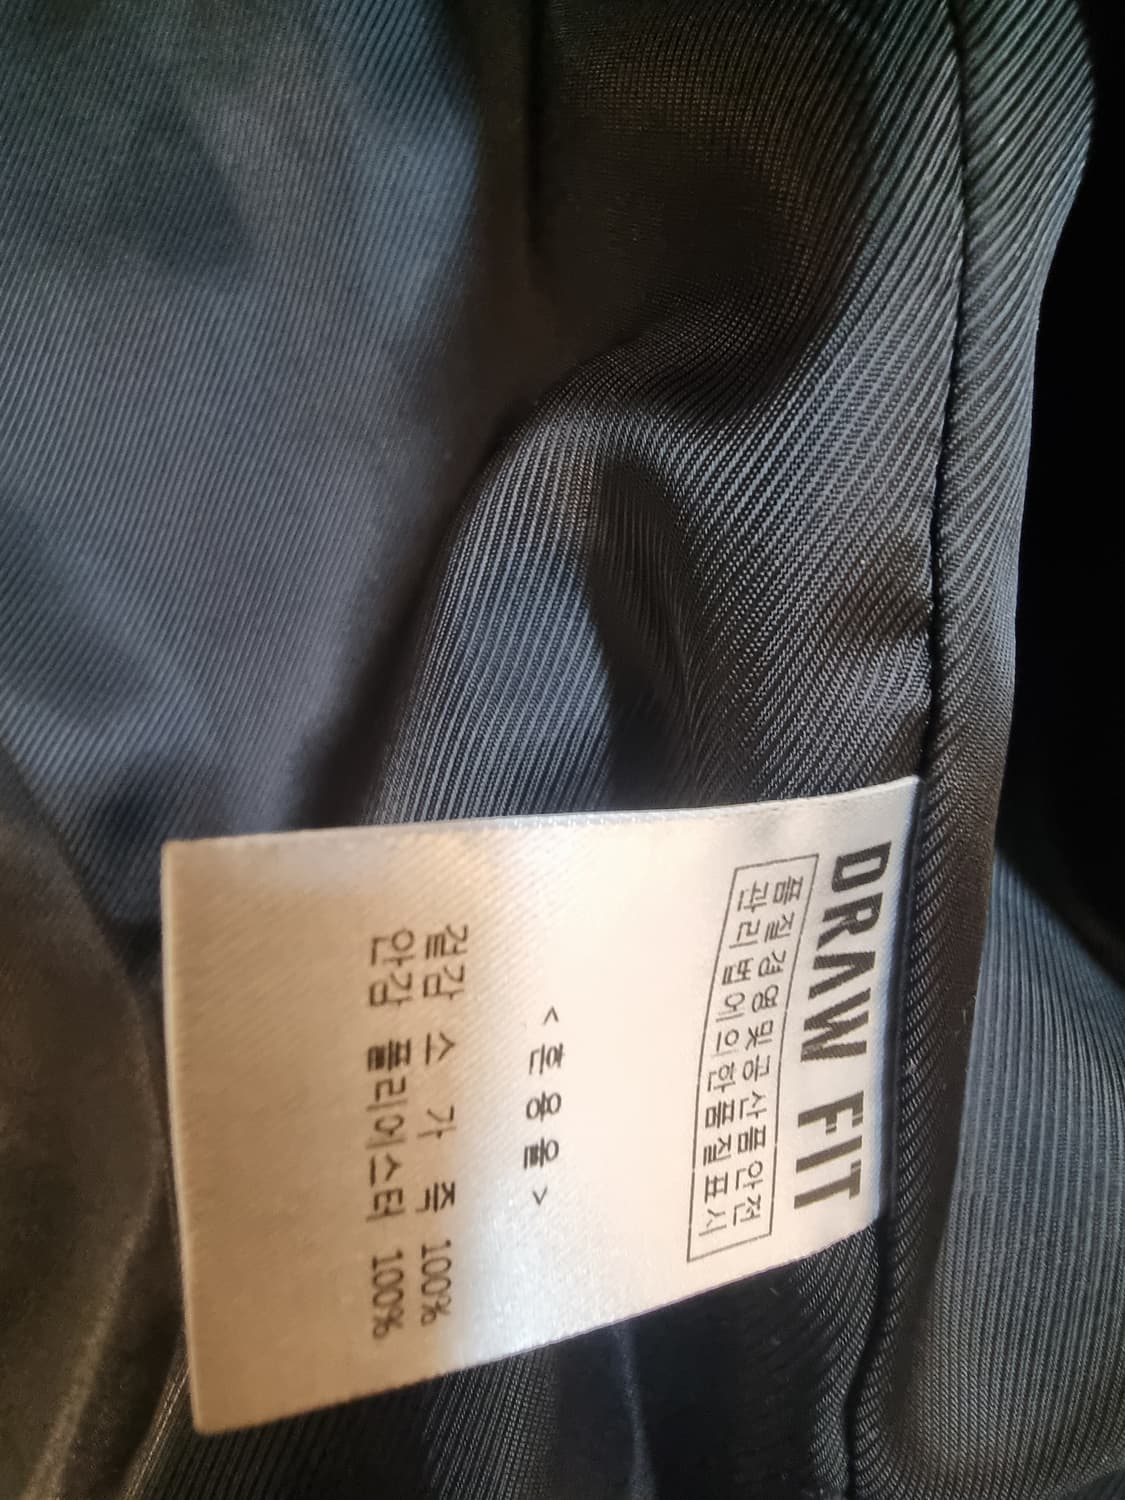 DRAW FIT
품질경영및공산품안전
관리법에의한품질표시
< 혼용율 >
겉감 소 가 죽 100%
안감 폴리에스터 100%